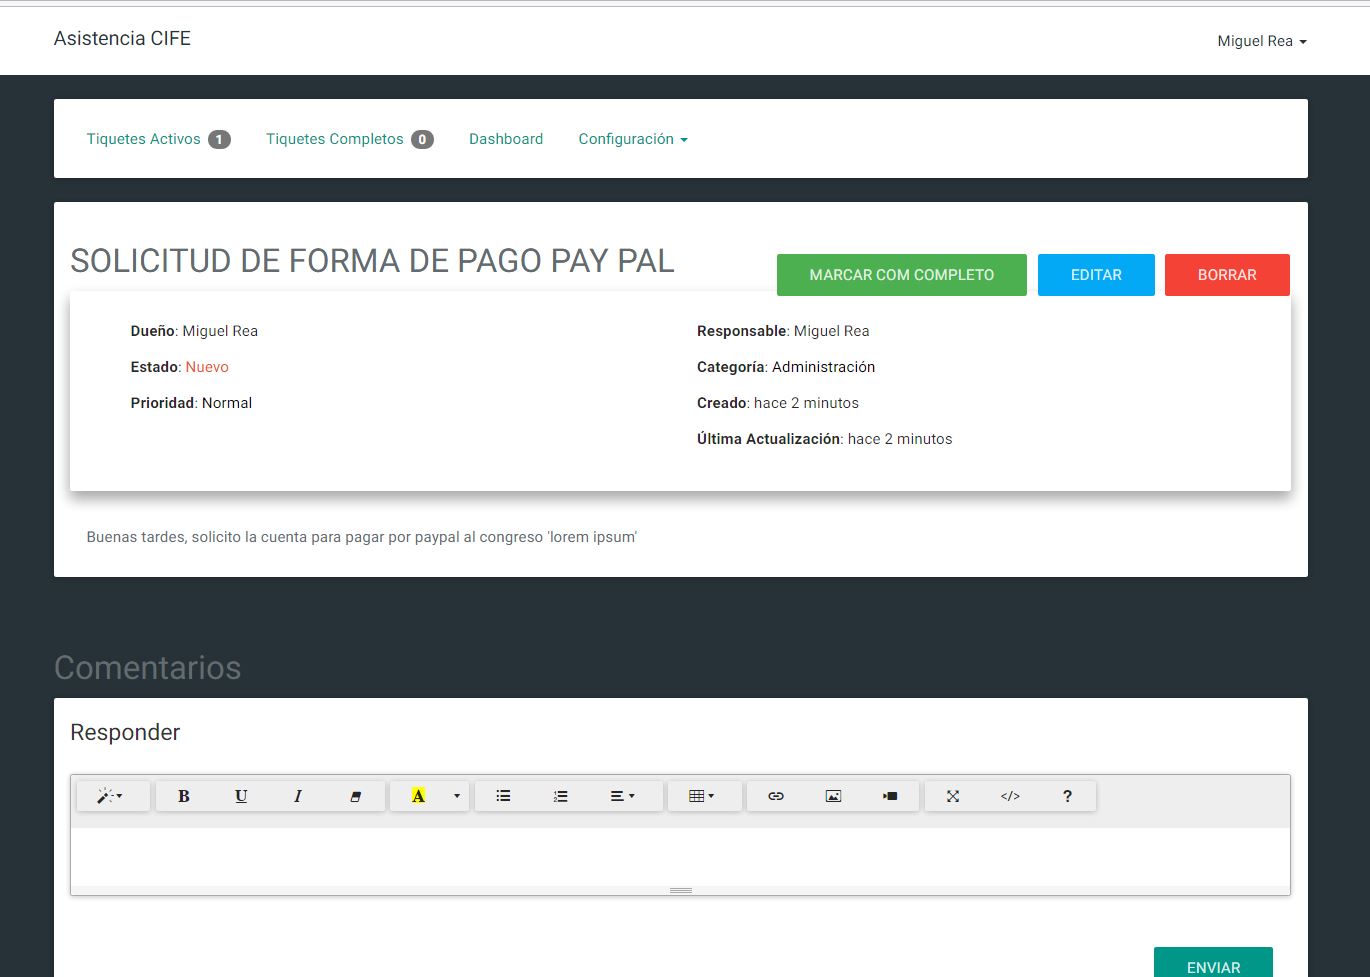 Asistencia CIFE
Miguel Rea
Tiquetes Activos 1 Tiquetes Completos 0 Dashboard Configuración
SOLICITUD DE FORMA DE PAGO PAY PAL
MARCAR COM COMPLETO EDITAR BORRAR
Dueño: Miguel Rea
Estado: Nuevo
Prioridad: Normal
Responsable: Miguel Rea
Categoría: Administración
Creado: hace 2 minutos
Última Actualización: hace 2 minutos
Buenas tardes, solicito la cuenta para pagar por paypal al congreso 'lorem ipsum'
Comentarios
Responder
B U I A </> ?
ENVIAR